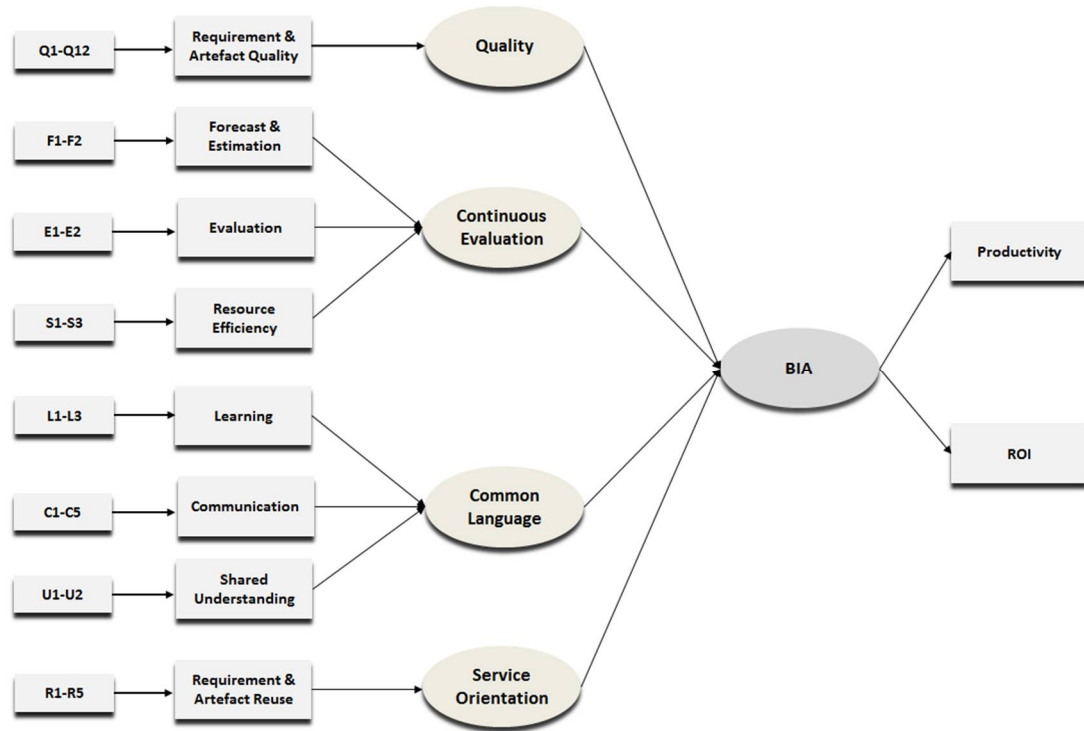 Q1-Q12
Requirement &
Artefact Quality
Quality
F1-F2
Forecast &
Estimation
E1-E2
Evaluation
Continuous
Evaluation
S1-S3
Resource
Efficiency
L1-L3
Learning
C1-C5
Communication
Common
Language
U1-U2
Shared
Understanding
R1-R5
Requirement &
Artefact Reuse
Service
Orientation
BIA
Productivity
ROI